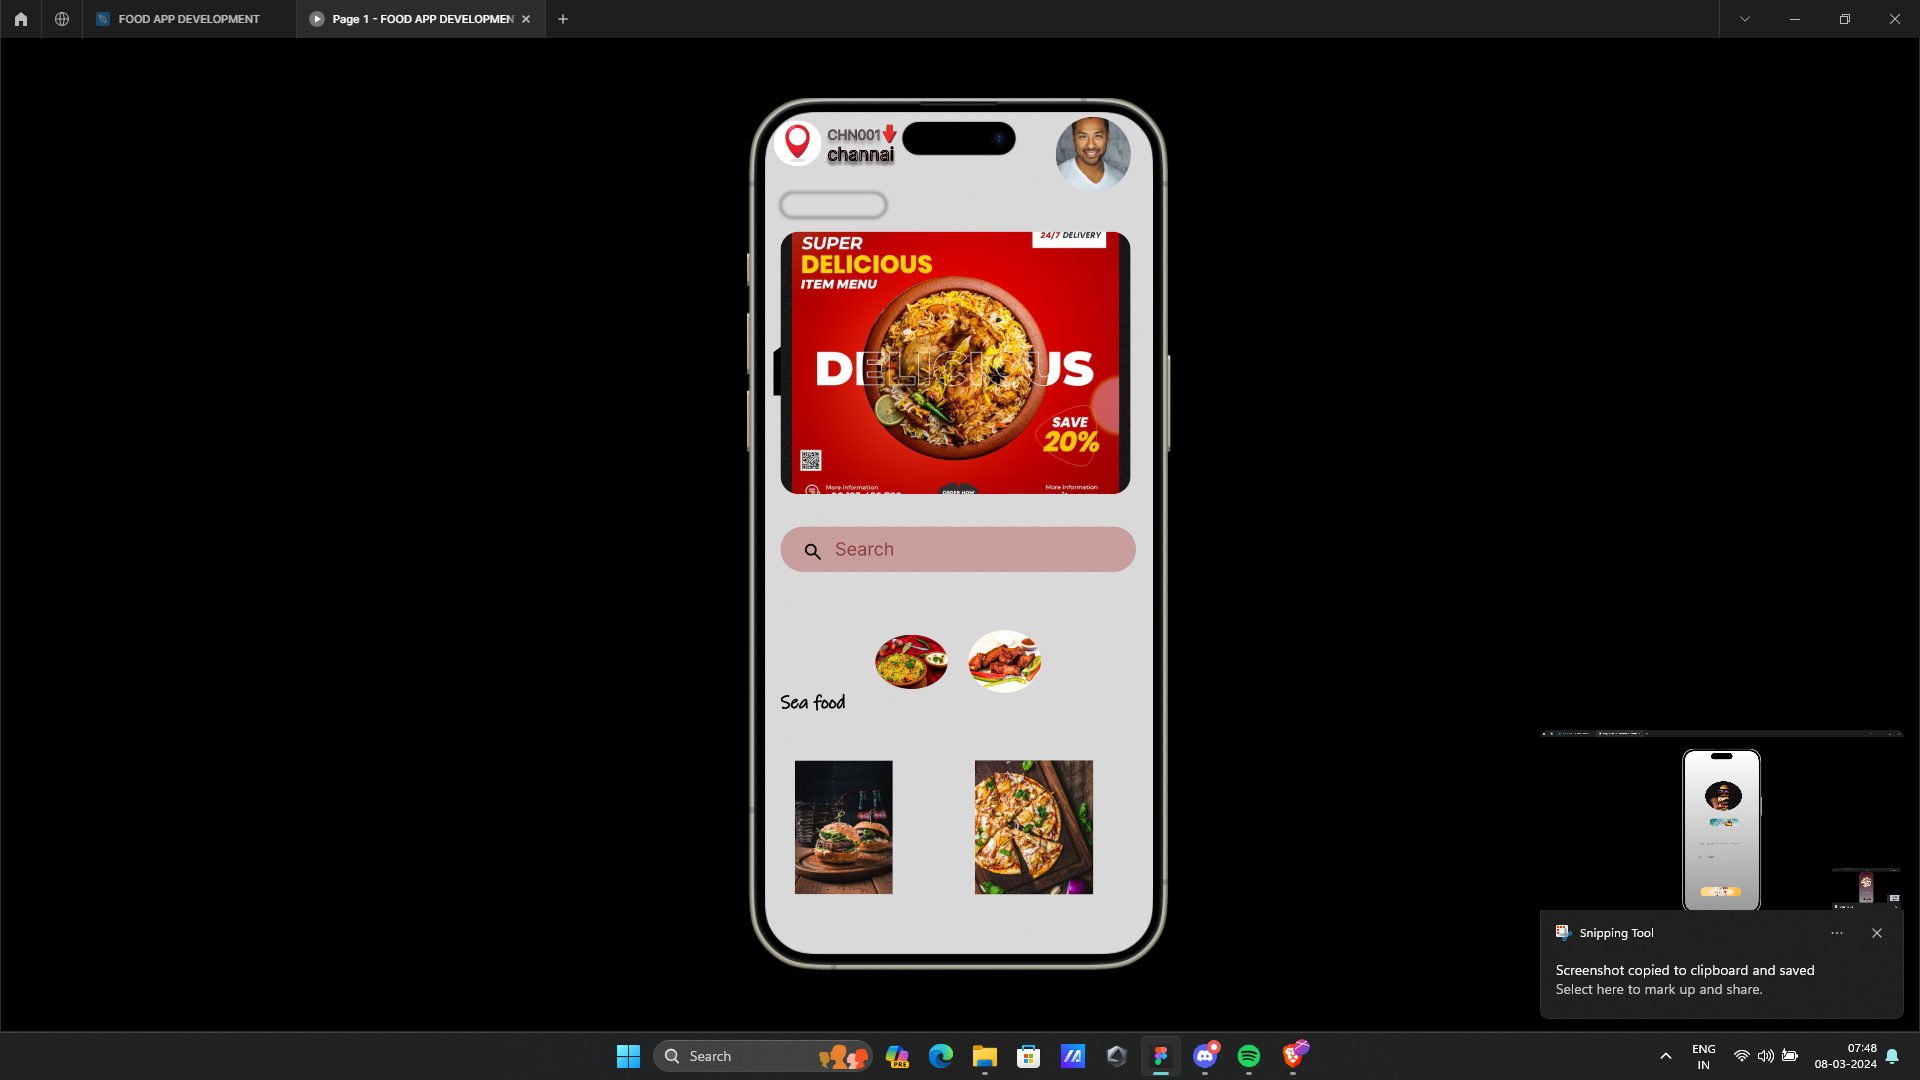 FOOD APP DEVELOPMENT
Page 1 - FOOD APP DEVELOPMEN
CHN001
channai
24/7 DELIVERY
SUPER
DELICIOUS
ITEM MENU
DELICIOUS
SAVE
20%
More information
More information
ORDER NOW
Search
Sea food
Snipping Tool
Screenshot copied to clipboard and saved
Select here to mark up and share.
Search
PRE
ENG
IN
07:48
08-03-2024